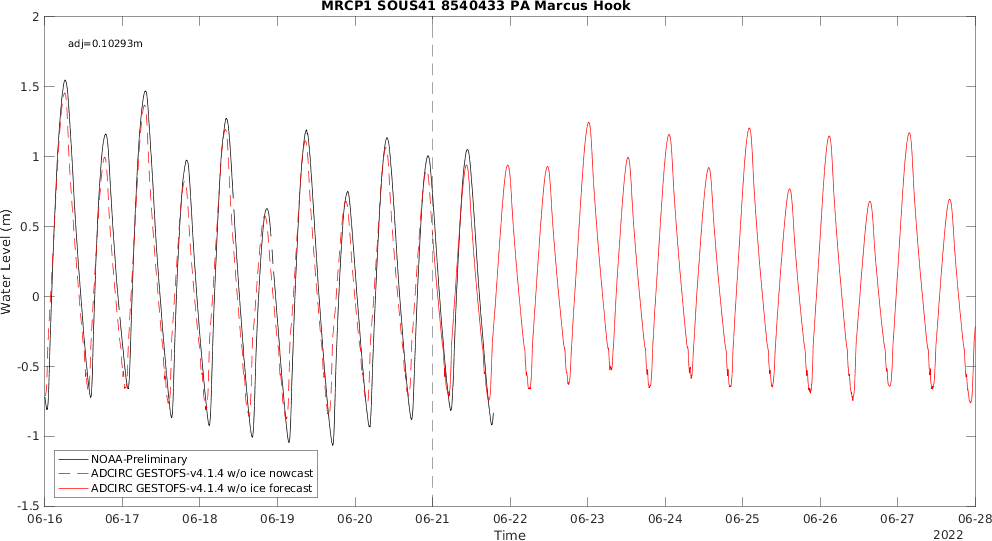 MRCP1 SOUS41 8540433 PA Marcus Hook
2
adj=0.10293m
1.5
1
0.5
0
-0.5
-1
-1.5
Water Level (m)
NOAA-Preliminary
ADCIRC GESTOFS-v4.1.4 w/o ice nowcast
ADCIRC GESTOFS-v4.1.4 w/o ice forecast
06-16 06-17 06-18 06-19 06-20 06-21 06-22 06-23 06-24 06-25 06-26 06-27 06-28
Time
2022